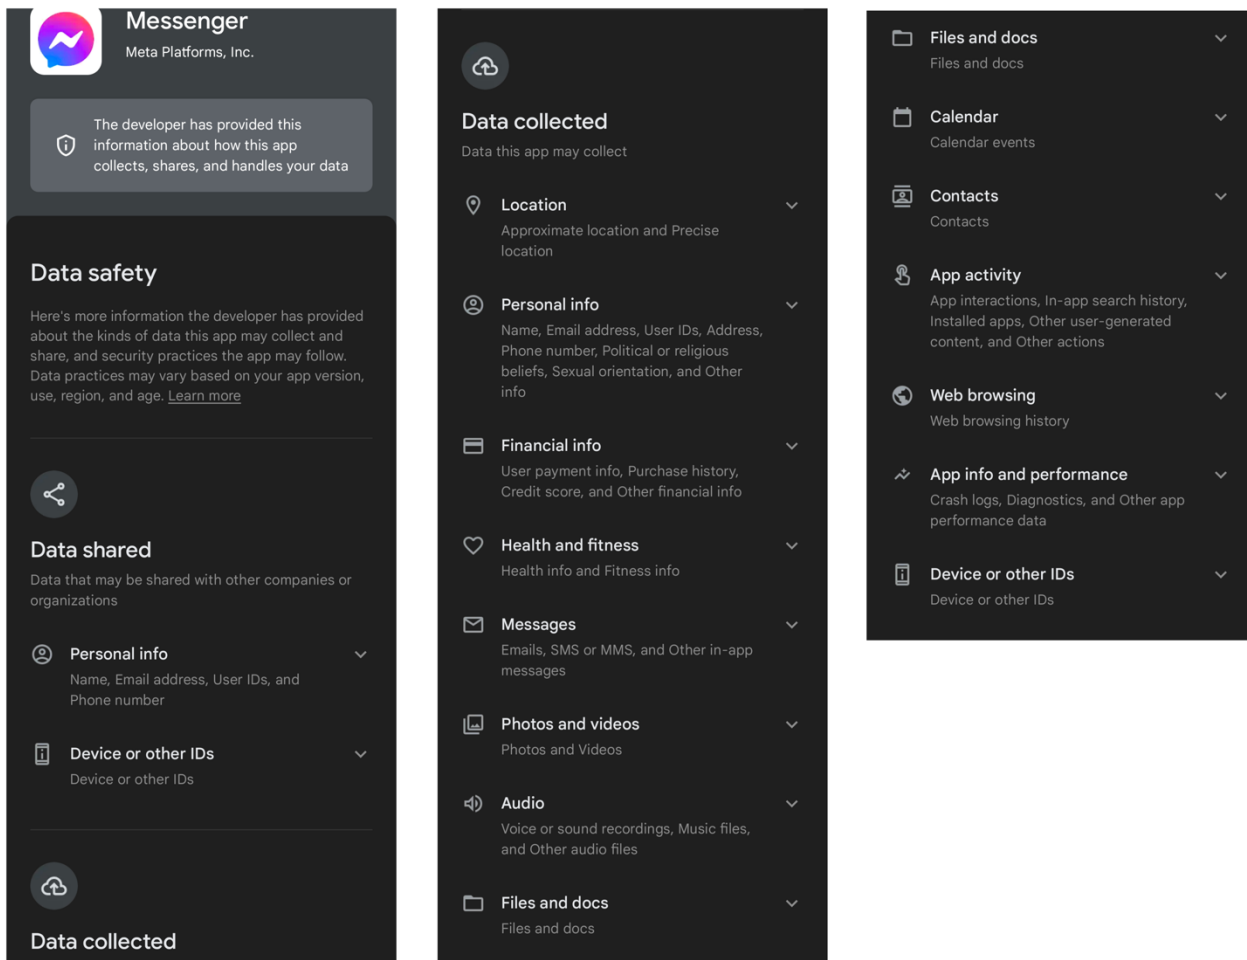 Messenger
Meta Platforms, Inc.
The developer has provided this
information about how this app
collects, shares, and handles your data
Data safety
Here's more information the developer has provided
about the kinds of data this app may collect and
share, and security practices the app may follow.
Data practices may vary based on your app version,
use, region, and age. Learn more
Data shared
Data that may be shared with other companies or
organizations
Personal info
Name, Email address, User IDs, and
Phone number
Device or other IDs
Device or other IDs
Data collected
Data collected
Data this app may collect
Location
Approximate location and Precise
location
Personal info
Name, Email address, User IDs, Address,
Phone number, Political or religious
beliefs, Sexual orientation, and Other
info
Financial info
User payment info, Purchase history,
Credit score, and Other financial info
Health and fitness
Health info and Fitness info
Messages
Emails, SMS or MMS, and Other in-app
messages
Photos and videos
Photos and Videos
Audio
Voice or sound recordings, Music files,
and Other audio files
Files and docs
Files and docs
Files and docs
Files and docs
Calendar
Calendar events
Contacts
Contacts
App activity
App interactions, In-app search history,
Installed apps, Other user-generated
content, and Other actions
Web browsing
Web browsing history
App info and performance
Crash logs, Diagnostics, and Other app
performance data
Device or other IDs
Device or other IDs